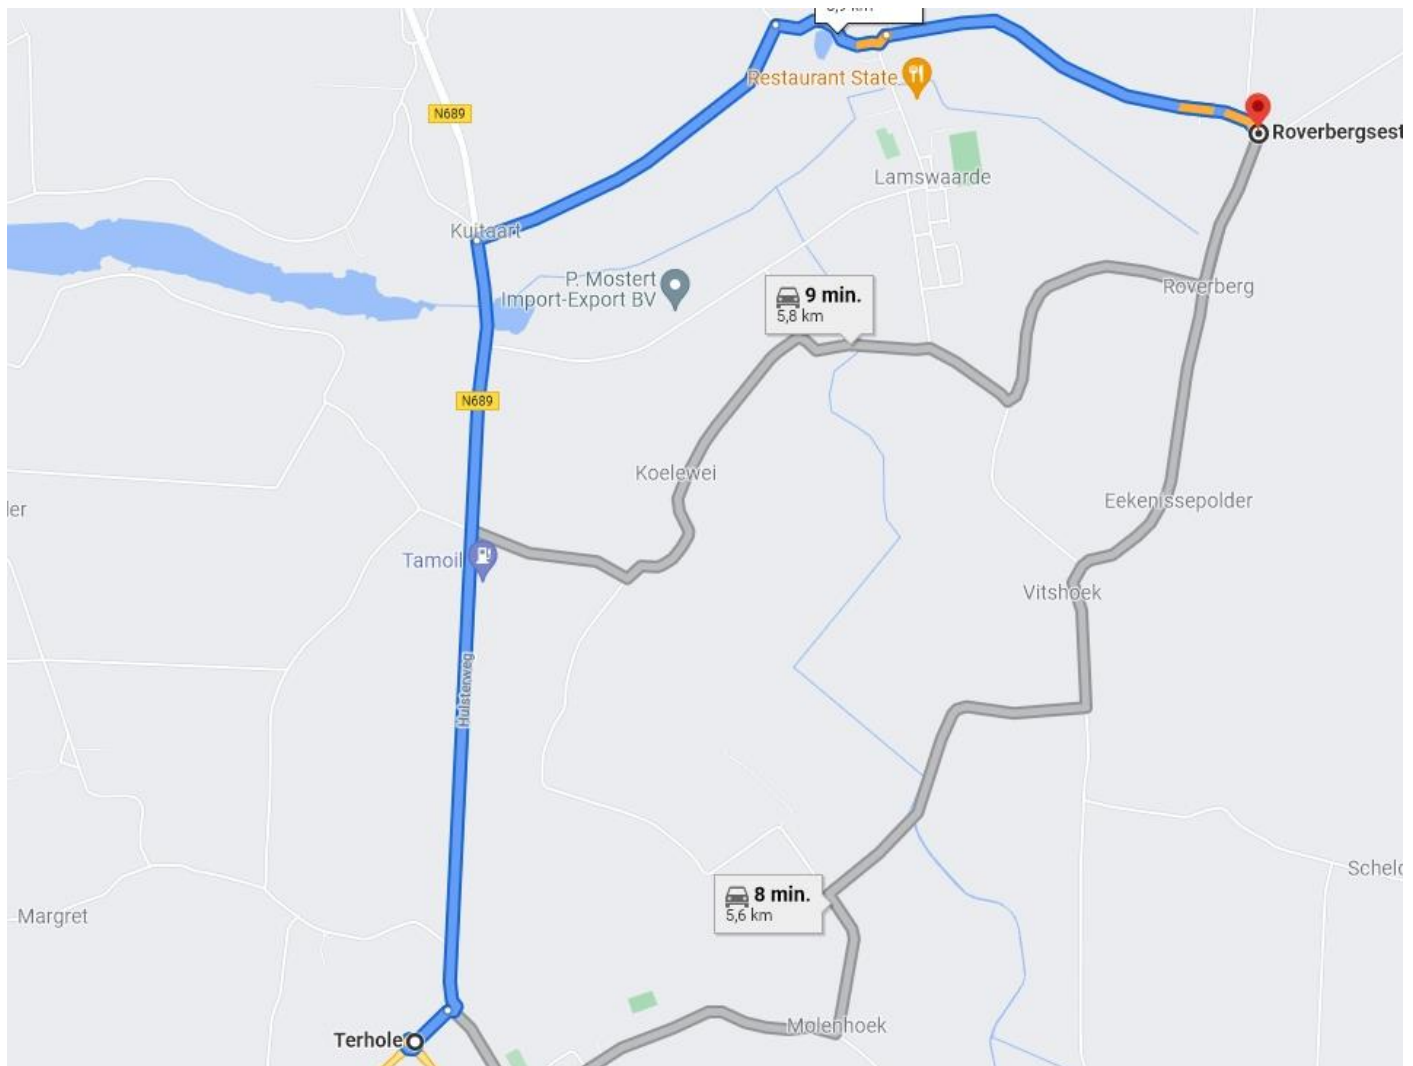 Restaurant State
N689
Roverbergsest
Lamswaarde
Kuitaart
P. Mostert
Import-Export BV
9 min.
5,8 km
Roverberg
N689
Koelewei
Eekenissepolder
ler
Tamoil
Vitshoek
Hulsterweg
8 min.
5,6 km
Schelc
Margret
Molenhoek
Terhole